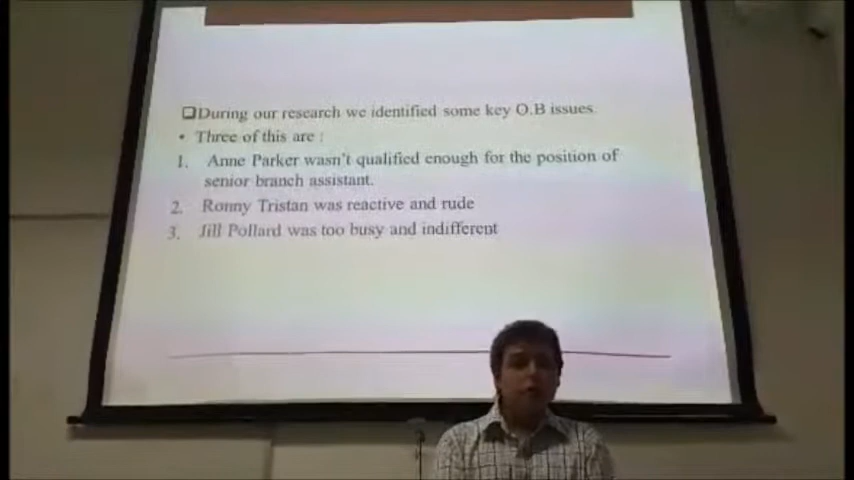 ❑During our research we identified some key O.B issues.
• Three of this are :
1. Anne Parker wasn't qualified enough for the position of
senior branch assistant.
2. Ronny Tristan was reactive and rude
3. Jill Pollard was too busy and indifferent